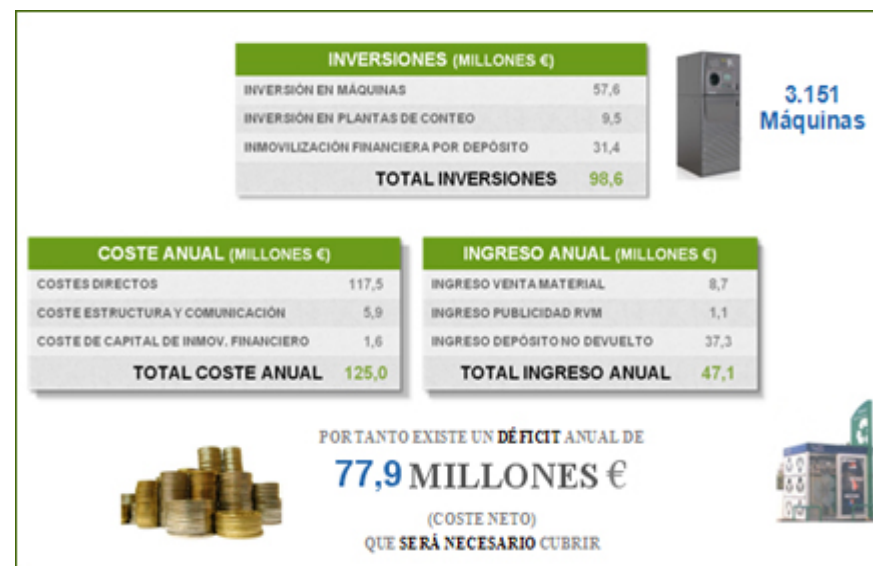 INVERSIONES (MILLONES €)
INVERSIÓN EN MÁQUINAS 57,6
INVERSIÓN EN PLANTAS DE CONTEO 9,5
INMOVILIZACIÓN FINANCIERA POR DEPÓSITO 31,4
TOTAL INVERSIONES 98,6
3.151
Máquinas
COSTE ANUAL (MILLONES €)
COSTES DIRECTOS 117,5
COSTE ESTRUCTURA Y COMUNICACIÓN 5,9
COSTE DE CAPITAL DE INMOV. FINANCIERO 1,6
TOTAL COSTE ANUAL 125,0
INGRESO ANUAL (MILLONES €)
INGRESO VENTA MATERIAL 8,7
INGRESO PUBLICIDAD RVM 1,1
INGRESO DEPÓSITO NO DEVUELTO 37,3
TOTAL INGRESO ANUAL 47,1
POR TANTO EXISTE UN DÉFICIT ANUAL DE
77,9 MILLONES €
(COSTE NETO)
QUE SERÁ NECESARIO CUBRIR